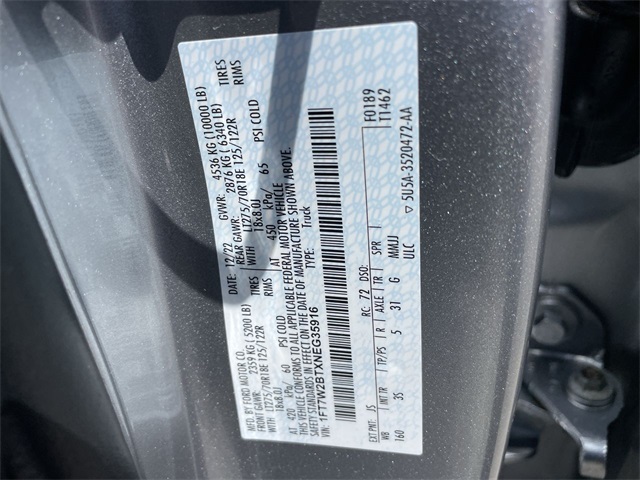 MFD. BY FORD MOTOR CO.
DATE: 12/22 GVWR: 4536 KG (10000 LB)
FRONT GAWR: 2359 KG ( 5200 LB) REAR GAWR: 2876 KG ( 6340 LB)
WITH LT275/70R18E 125/122R TIRES WITH LT275/70R18E 125/122R TIRES
18x8.0J RIMS 18x8.0J RIMS
AT 420 kPa/ 60 PSI COLD AT 450 kPa/ 65 PSI COLD
THIS VEHICLE CONFORMS TO ALL APPLICABLE FEDERAL MOTOR VEHICLE
SAFETY STANDARDS IN EFFECT ON THE DATE OF MANUFACTURE SHOWN ABOVE.
VIN: 1FT7W2BTXNEG35916 TYPE: Truck
F0189
T1462
EXT PNT: JS RC: 72 DSO:
WB INT TR TP/PS R AXLE TR SPR
160 35 5 31 G MMJJ
ULC
▽ 5U5A-3520472-AA